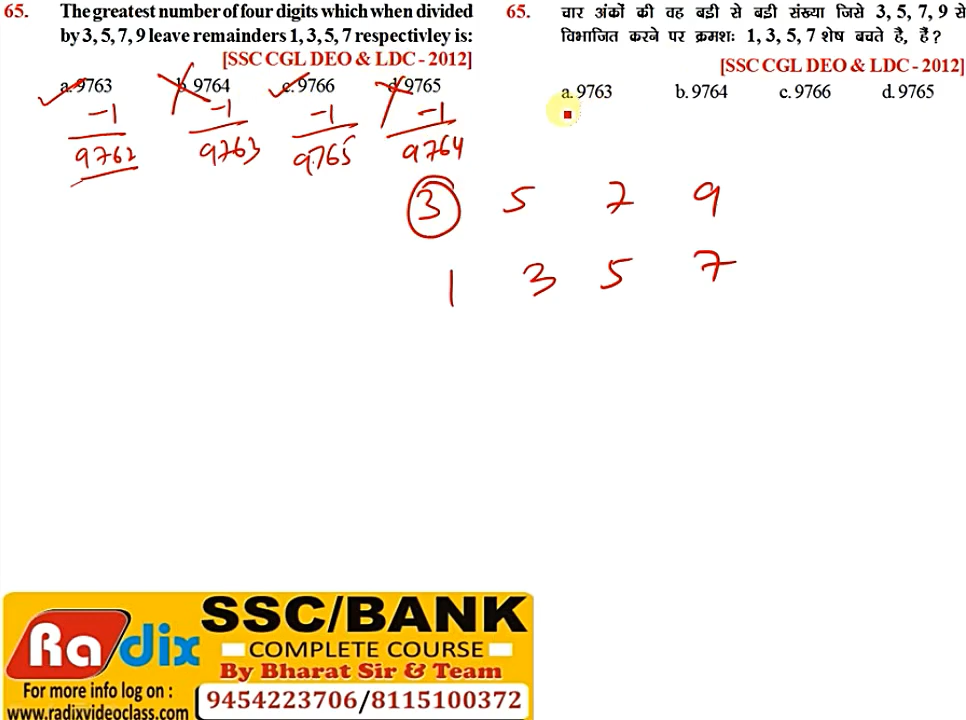 65. The greatest number of four digits which when divided
by 3, 5, 7, 9 leave remainders 1, 3, 5, 7 respectivley is:
[SSC CGL DEO & LDC - 2012]
a. 9763 b. 9764 c. 9766 d. 9765
-1 -1 -1 -1
9762 9763 9765 9764
65. चार अंकों की वह बड़ी से बड़ी संख्या जिसे 3, 5, 7, 9 से
विभाजित करने पर क्रमशः 1, 3, 5, 7 शेष बचते है, हैं?
[SSC CGL DEO & LDC - 2012]
a. 9763 b. 9764 c. 9766 d. 9765
3 5 7 9
1 3 5 7
Radix
For more info log on :
www.radixvideoclass.com
SSC/BANK
COMPLETE COURSE
By Bharat Sir & Team
9454223706/8115100372